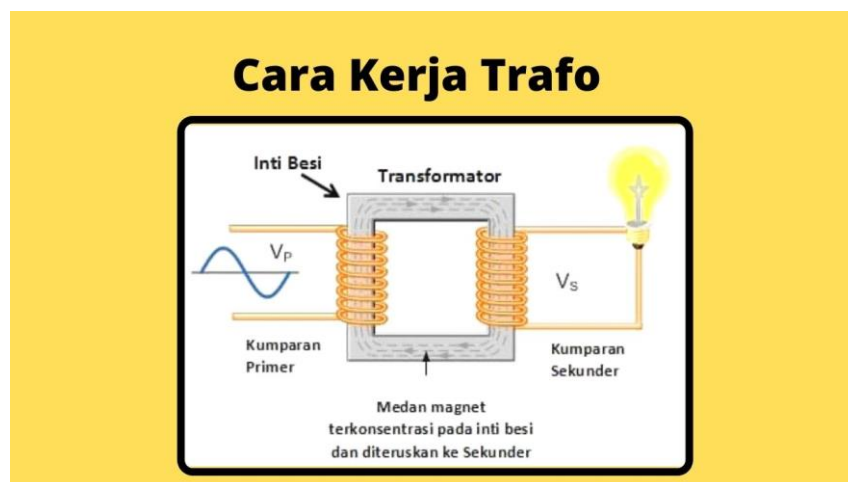 Cara Kerja Trafo
Inti Besi
Transformator
VP
VS
Kumparan
Primer
Kumparan
Sekunder
Medan magnet
terkonsentrasi pada inti besi
dan diteruskan ke Sekunder